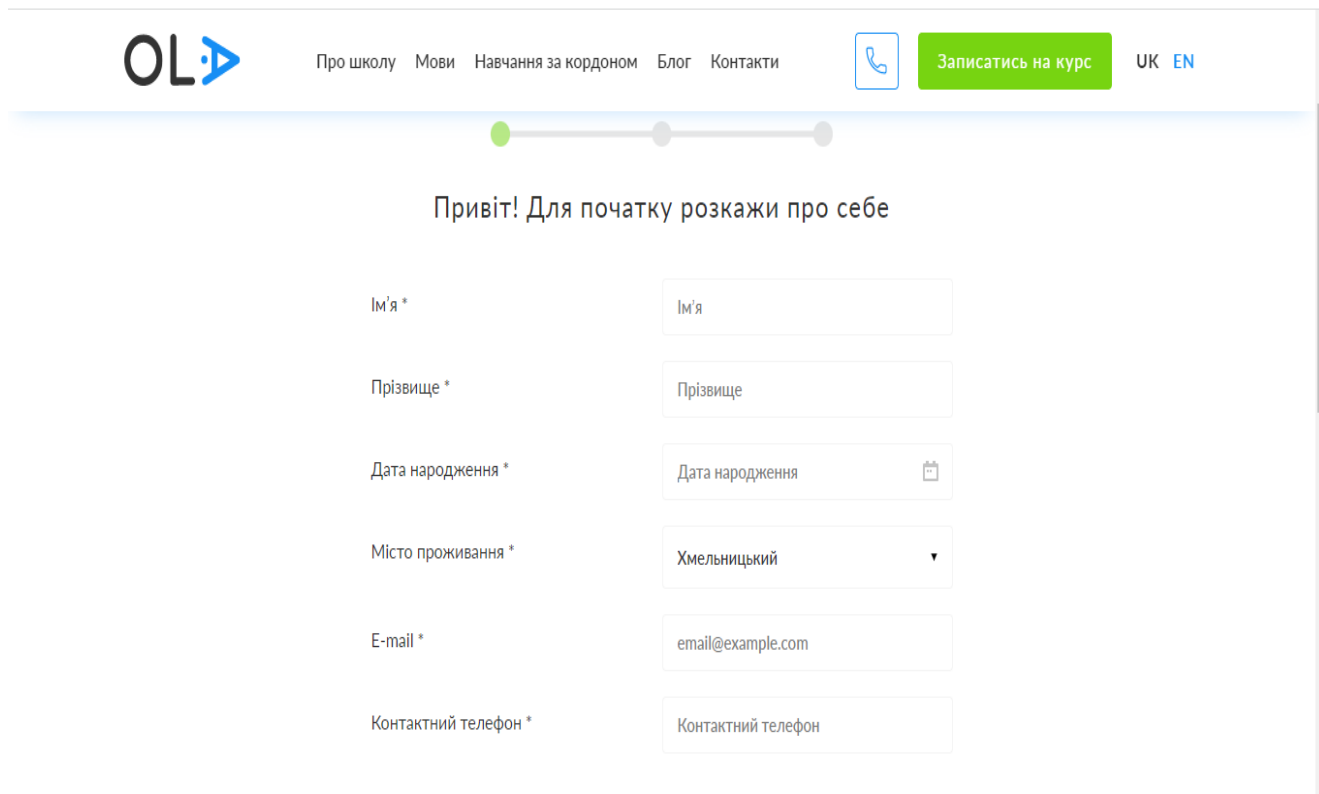 OLA
Про школу Мови Навчання за кордоном Блог Контакти Записатись на курс UK EN
Привіт! Для початку розкажи про себе
Ім'я * Ім'я
Прізвище * Прізвище
Дата народження * Дата народження
Місто проживання * Хмельницький
E-mail * email@example.com
Контактний телефон * Контактний телефон